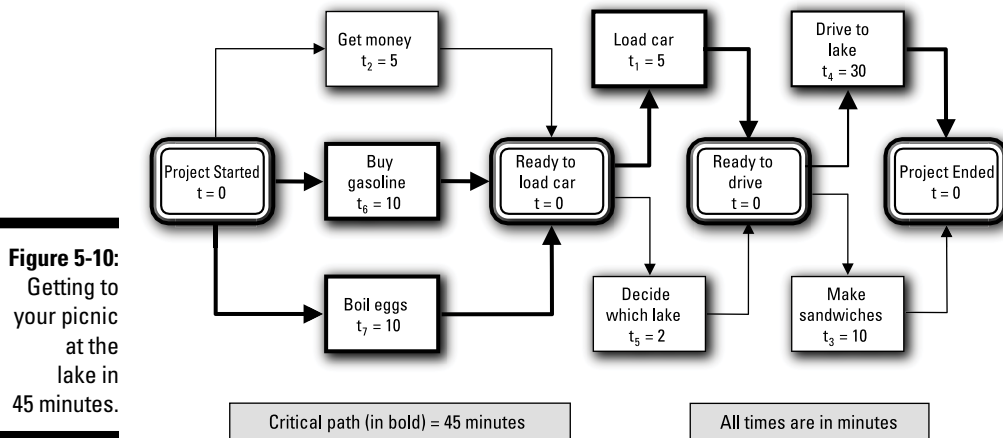 Get money
t₂ = 5
Load car
t₁ = 5
Drive to
lake
t₄ = 30
Project Started
t = 0
Buy
gasoline
t₆ = 10
Ready to
load car
t = 0
Ready to
drive
t = 0
Project Ended
t = 0
Boil eggs
t₇ = 10
Decide
which lake
t₅ = 2
Make
sandwiches
t₃ = 10
Figure 5-10:
Getting to
your picnic
at the
lake in
45 minutes.
Critical path (in bold) = 45 minutes
All times are in minutes